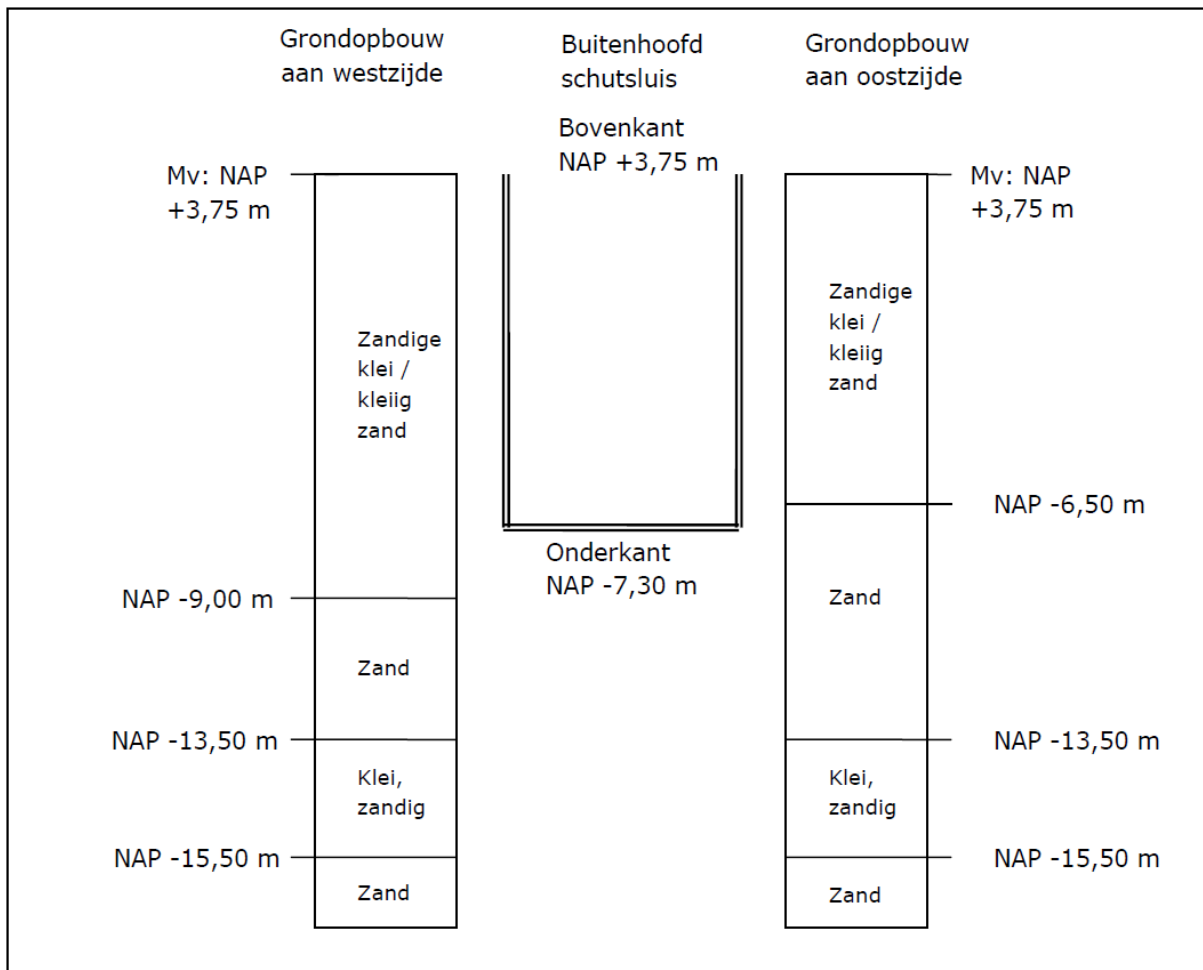 Grondopbouw
aan westzijde
Buitenhoofd
schutsluis
Grondopbouw
aan oostzijde
Bovenkant
NAP +3,75 m
Mv: NAP
+3,75 m
Mv: NAP
+3,75 m
Zandige
klei /
kleiig
zand
Zandige
klei /
kleiig
zand
NAP -6,50 m
Onderkant
NAP -7,30 m
NAP -9,00 m
Zand
Zand
NAP -13,50 m
NAP -13,50 m
Klei,
zandig
Klei,
zandig
NAP -15,50 m
NAP -15,50 m
Zand
Zand